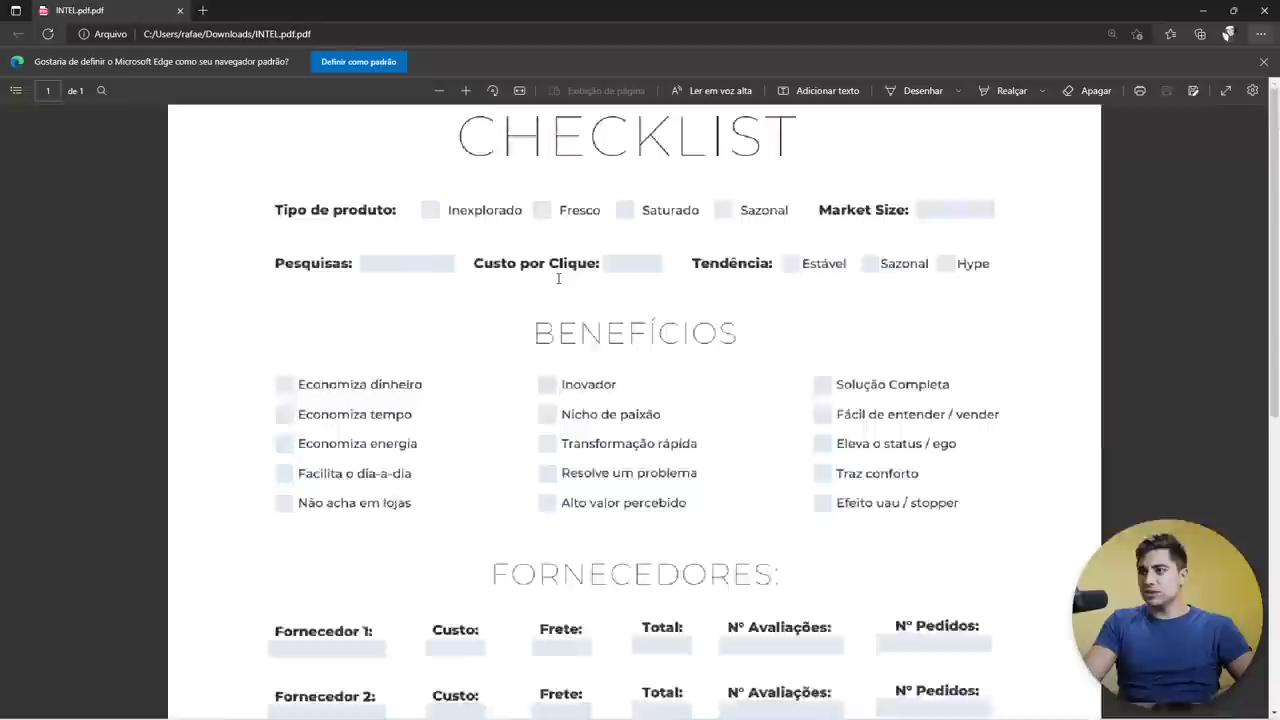 INTEL.pdf.pdf
Arquivo C:/Users/rafae/Downloads/INTEL.pdf.pdf
Gostaria de definir o Microsoft Edge como seu navegador padrão? Definir como padrão
1 de 1 Exibição de página Ler em voz alta Adicionar texto Desenhar Realçar Apagar
CHECKLIST
Tipo de produto: Inexplorado Fresco Saturado Sazonal Market Size:
Pesquisas: Custo por Clique: Tendência: Estável Sazonal Hype
BENEFÍCIOS
Economiza dinheiro Inovador Solução Completa
Economiza tempo Nicho de paixão Fácil de entender / vender
Economiza energia Transformação rápida Eleva o status / ego
Facilita o dia-a-dia Resolve um problema Traz conforto
Não acha em lojas Alto valor percebido Efeito uau / stopper
FORNECEDORES:
Fornecedor 1: Custo: Frete: Total: Nº Avaliações: Nº Pedidos:
Fornecedor 2: Custo: Frete: Total: Nº Avaliações: Nº Pedidos: